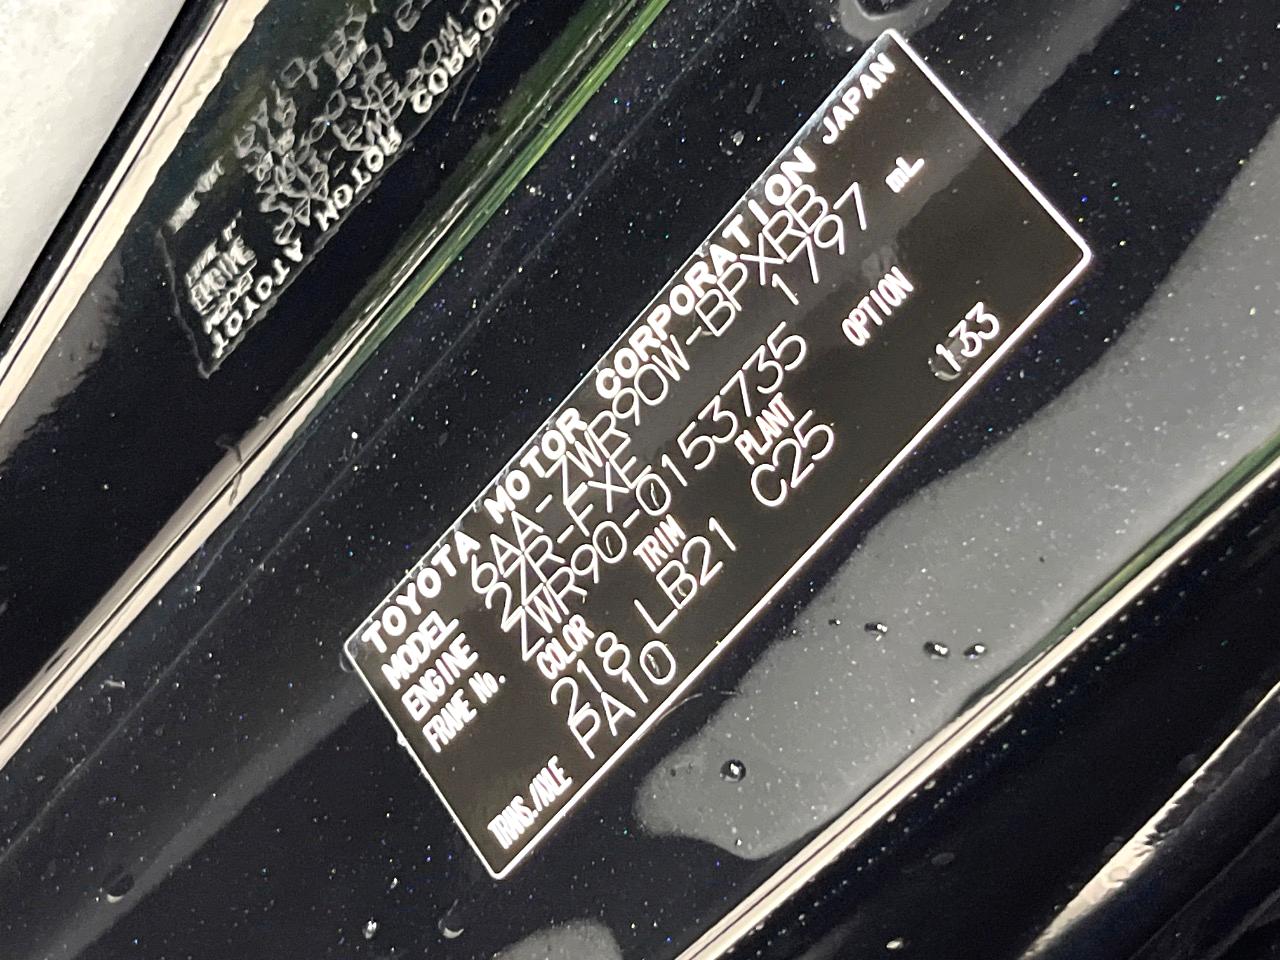 TOYOTA MOTOR CORPORATION JAPAN
MODEL 6AA-ZWR90W-BPXRB
ENGINE 2ZR-FXE 1797 mL
FRAME No. ZWR90-0153735
COLOR TRIM PLANT OPTION
218 LB21 C25
TRANS./AXLE PA10 133